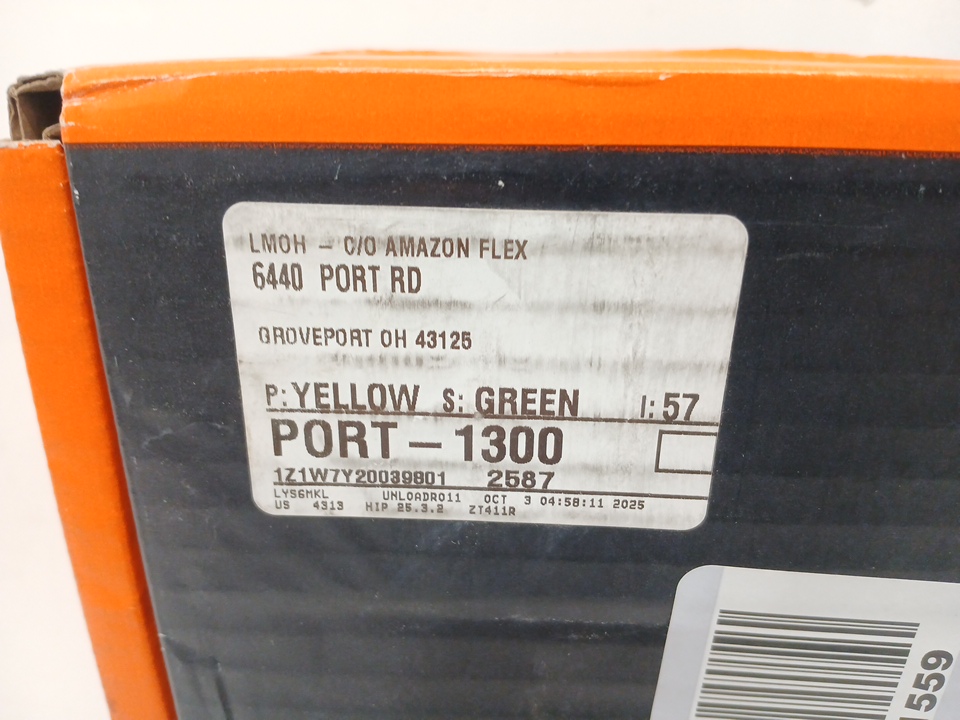 LMOH - C/O AMAZON FLEX
6440 PORT RD
GROVEPORT OH 43125
P: YELLOW S: GREEN I: 57
PORT - 1300
1Z1W7Y20039801 2587
LYS6MKL UNLOADR011 OCT 3 04:58:11 2025
US 4313 HIP 25.3.2 ZT411R
559